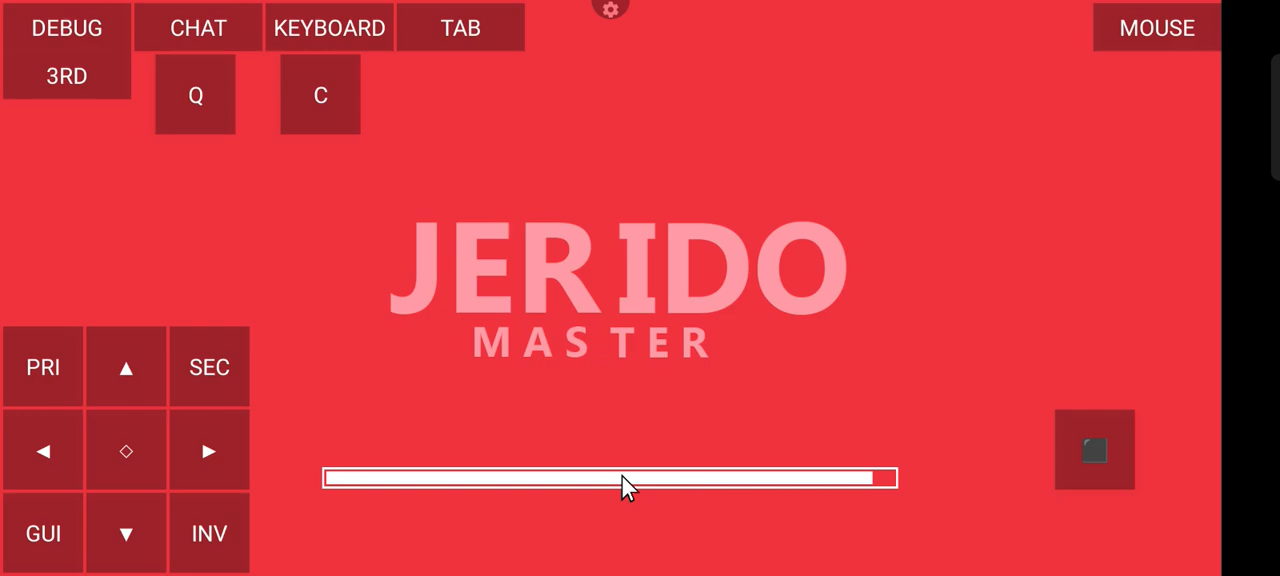 DEBUG CHAT KEYBOARD TAB MOUSE
3RD
Q C
JERIDO
MASTER
PRI ▲ SEC
◀ ◇ ▶
GUI ▼ INV